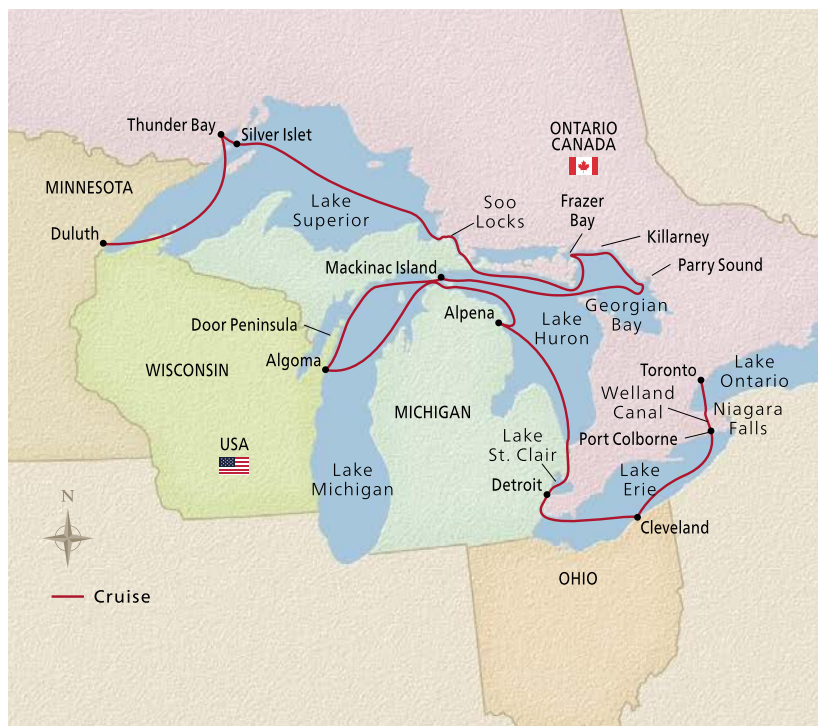 Thunder Bay
Silver Islet
ONTARIO
CANADA
MINNESOTA
Lake
Superior
Soo
Locks
Frazer
Bay
Killarney
Duluth
Mackinac Island
Parry Sound
Georgian
Bay
Alpena
Lake
Huron
Door Peninsula
Algoma
WISCONSIN
Toronto
Lake
Ontario
Welland
Canal
Niagara
Falls
MICHIGAN
Port Colborne
USA
Lake
St. Clair
Lake
Michigan
Detroit
Lake
Erie
Cleveland
N
OHIO
Cruise